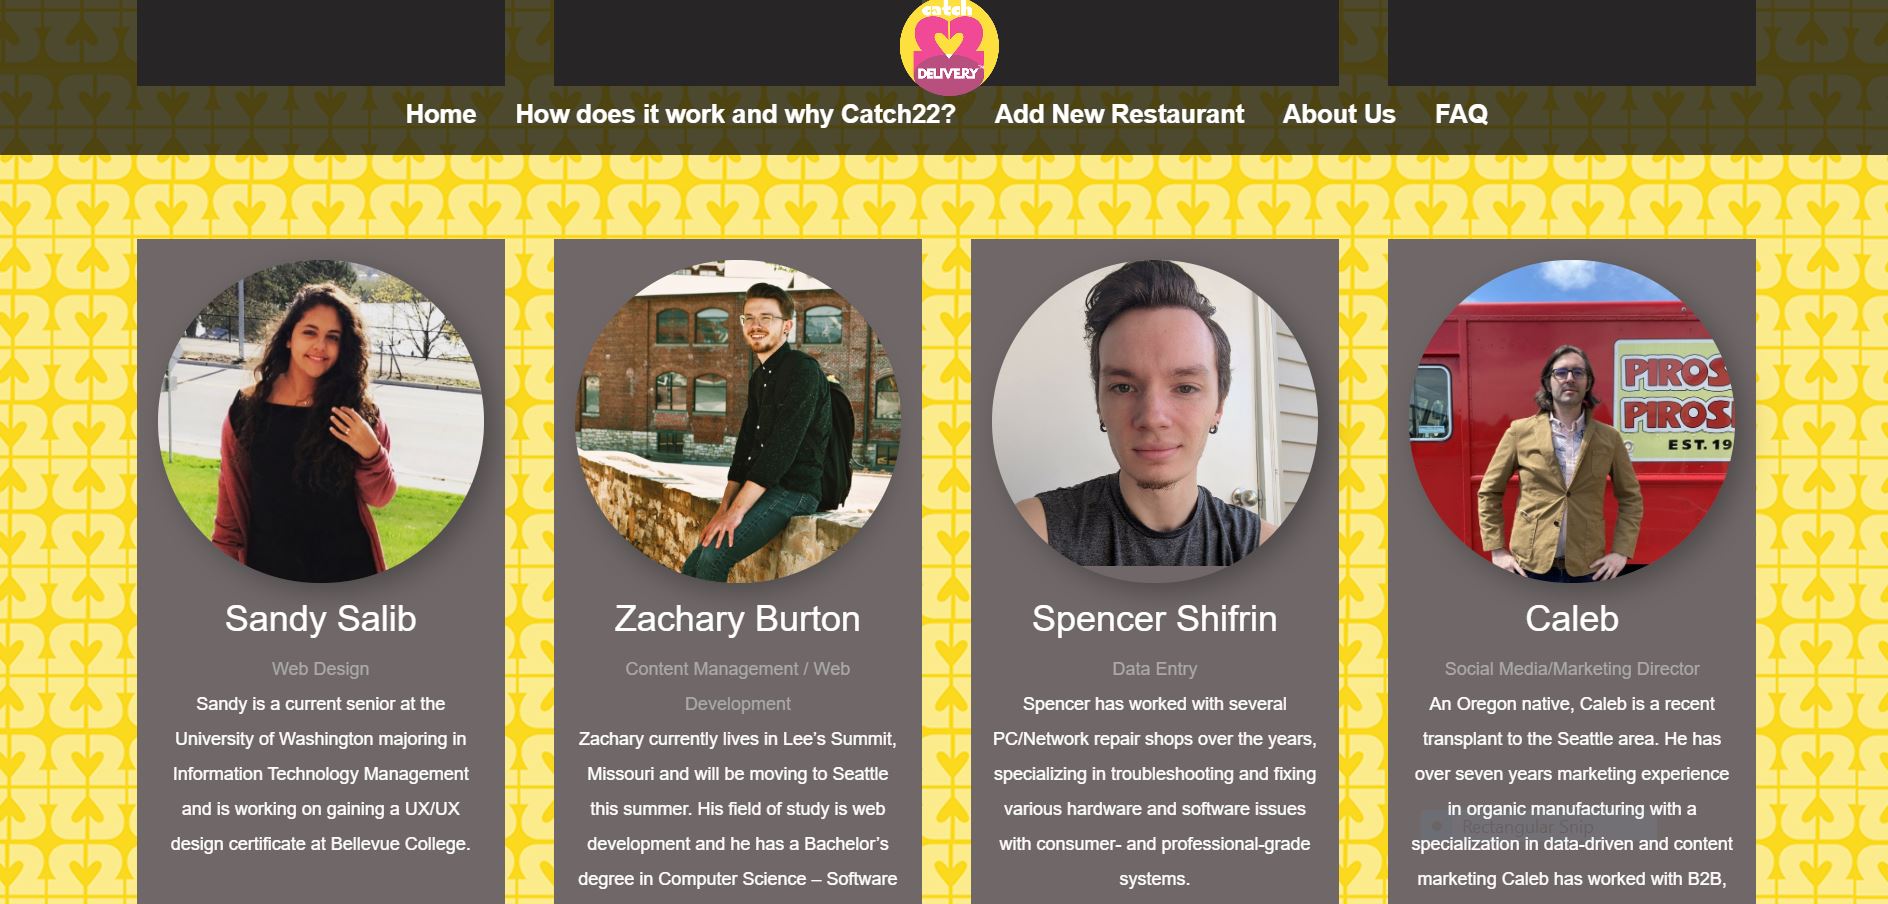 catch
DELIVERY
Home How does it work and why Catch22? Add New Restaurant About Us FAQ
PIROS
PIROS
EST. 19
Sandy Salib
Web Design
Sandy is a current senior at the
University of Washington majoring in
Information Technology Management
and is working on gaining a UX/UX
design certificate at Bellevue College.
Zachary Burton
Content Management / Web
Development
Zachary currently lives in Lee’s Summit,
Missouri and will be moving to Seattle
this summer. His field of study is web
development and he has a Bachelor’s
degree in Computer Science – Software
Spencer Shifrin
Data Entry
Spencer has worked with several
PC/Network repair shops over the years,
specializing in troubleshooting and fixing
various hardware and software issues
with consumer- and professional-grade
systems.
Caleb
Social Media/Marketing Director
An Oregon native, Caleb is a recent
transplant to the Seattle area. He has
over seven years marketing experience
in organic manufacturing with a
Rectangular Snip
specialization in data-driven and content
marketing Caleb has worked with B2B,